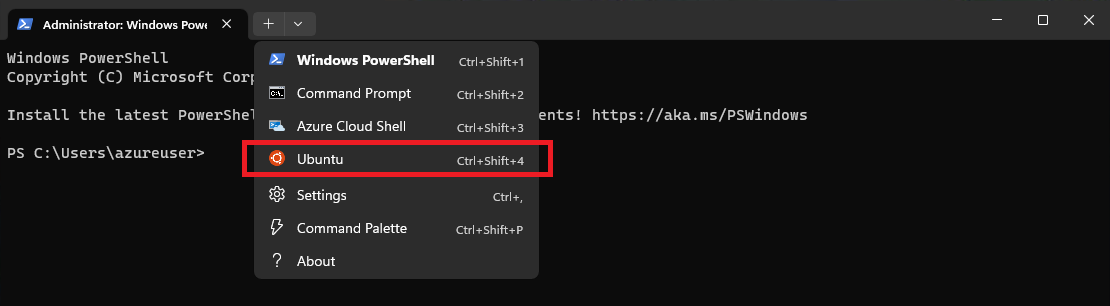 Administrator: Windows Powe
Windows PowerShell
Copyright (C) Microsoft Corp
Install the latest PowerShel
ents! https://aka.ms/PSWindows
PS C:\Users\azureuser>
Windows PowerShell Ctrl+Shift+1
C:\.
Command Prompt Ctrl+Shift+2
Azure Cloud Shell Ctrl+Shift+3
Ubuntu Ctrl+Shift+4
Settings Ctrl+,
Command Palette Ctrl+Shift+P
? About